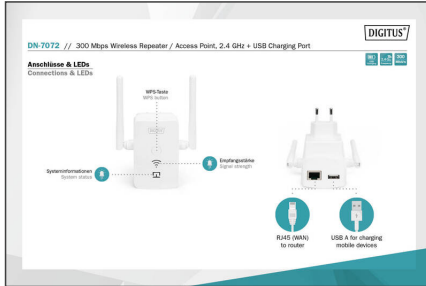 DIGITUS®
DN-7072 // 300 Mbps Wireless Repeater / Access Point, 2.4 GHz + USB Charging Port
300
Mbit/s
Anschlüsse & LEDs
Connections & LEDs
WPS-Taste
WPS button
Empfangsstärke
Signal strength
Systeminformationen
System status
RJ45 (WAN)
to router
USB A for charging
mobile devices